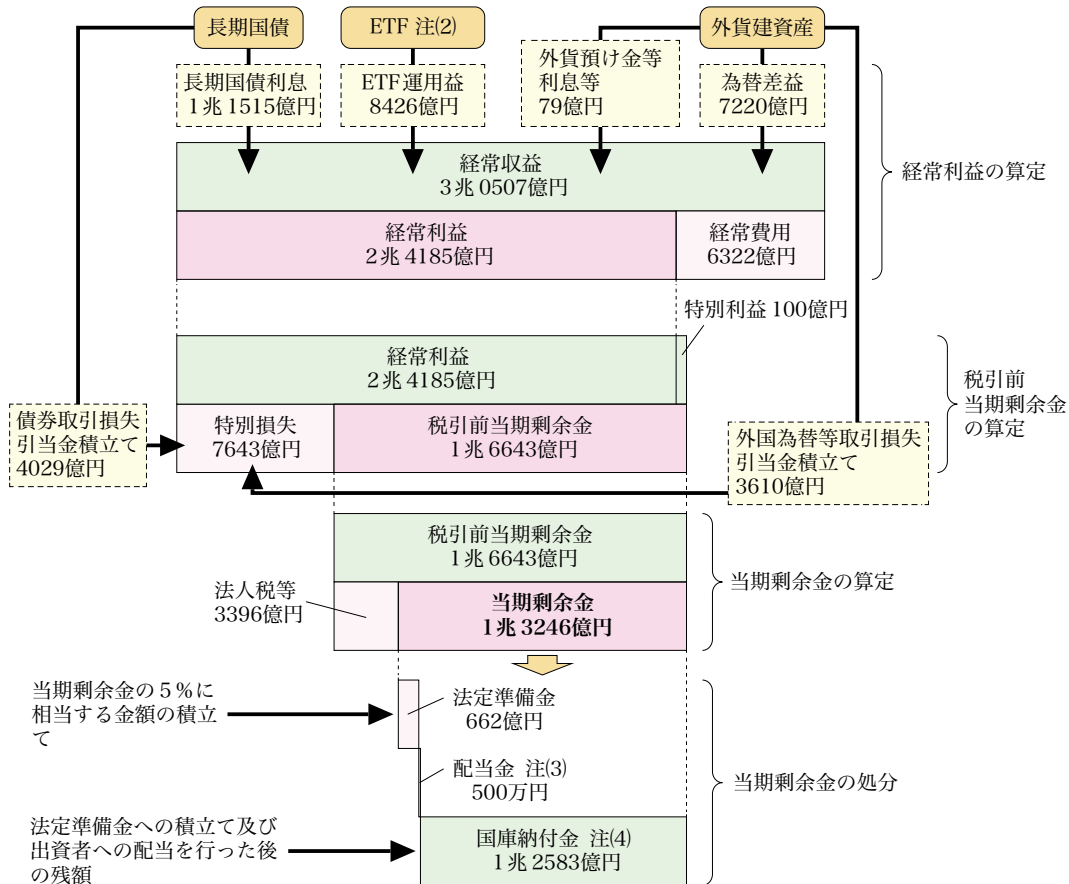 長期国債
ETF 注(2)
外貨建資産
長期国債利息
1兆 1515億円
ETF運用益
8426億円
外貨預け金等
利息等
79億円
為替差益
7220億円
経常収益
3兆 0507億円
経常利益の算定
経常利益
2兆 4185億円
経常費用
6322億円
特別利益 100億円
経常利益
2兆 4185億円
税引前
当期剰余金
の算定
債券取引損失
引当金積立て
4029億円
特別損失
7643億円
税引前当期剰余金
1兆 6643億円
外国為替等取引損失
引当金積立て
3610億円
税引前当期剰余金
1兆 6643億円
当期剰余金の算定
法人税等
3396億円
当期剰余金
1兆 3246億円
当期剰余金の5%に
相当する金額の積立
て
法定準備金
662億円
配当金 注(3)
500万円
当期剰余金の処分
法定準備金への積立て及び
出資者への配当を行った後
の残額
国庫納付金 注(4)
1兆 2583億円